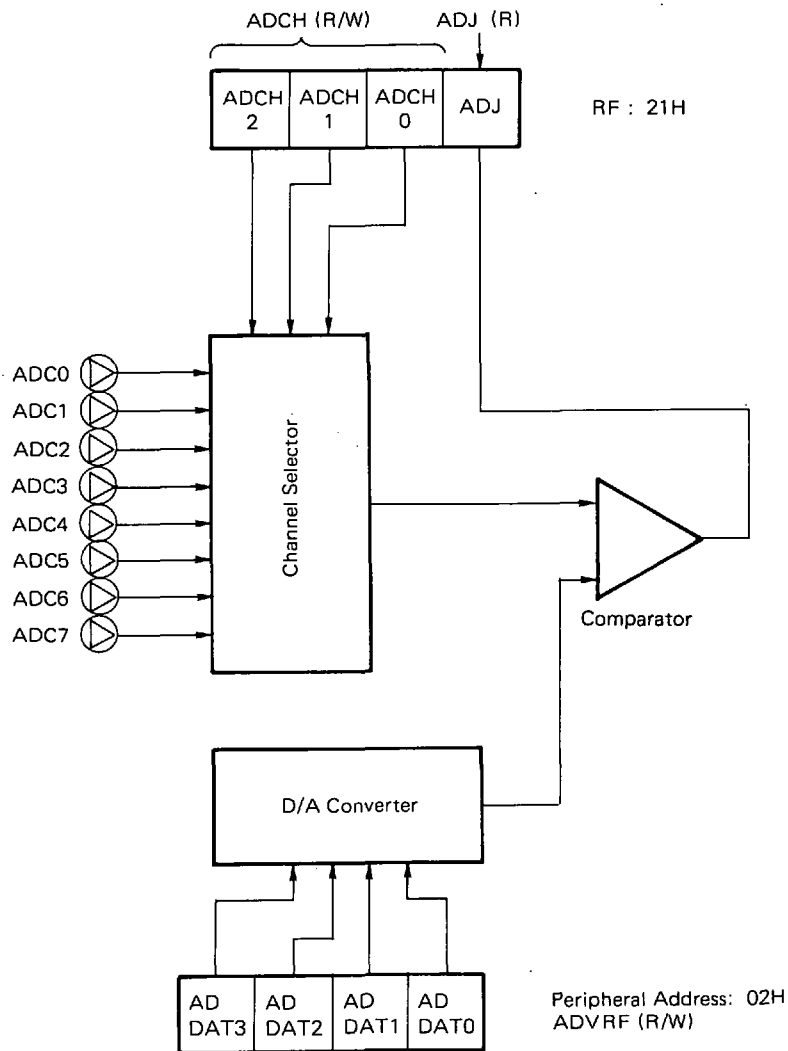 ADCH (R/W)
ADJ (R)
ADCH
2
ADCH
1
ADCH
0
ADJ
RF : 21H
ADC0
ADC1
ADC2
ADC3
ADC4
ADC5
ADC6
ADC7
Channel Selector
Comparator
D/A Converter
AD
DAT3
AD
DAT2
AD
DAT1
AD
DAT0
Peripheral Address: 02H
ADVRF (R/W)